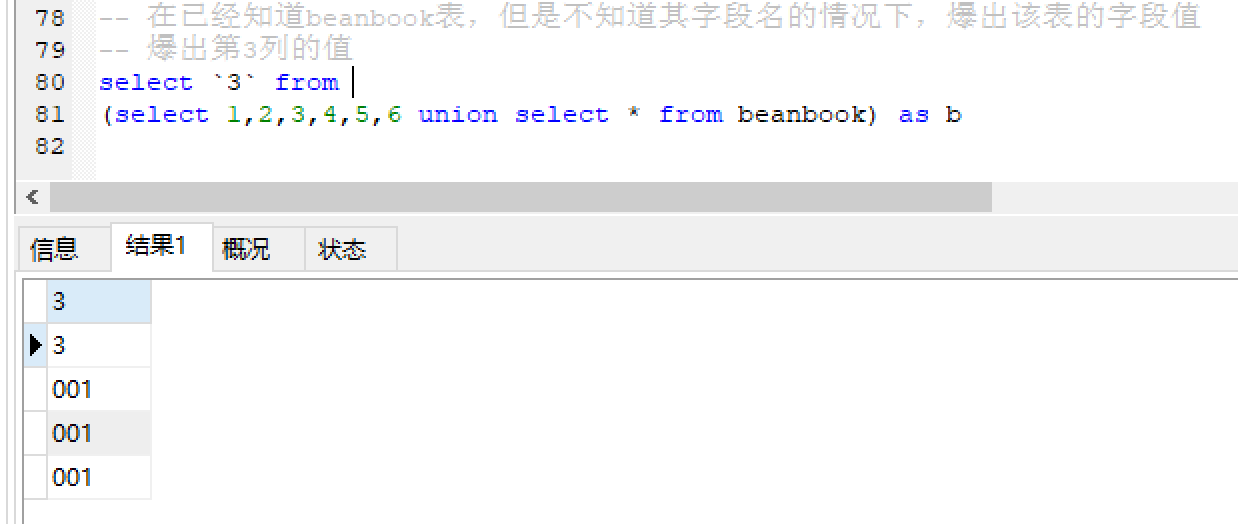 78 -- 在已经知道beanbook表，但是不知道其字段名的情况下，爆出该表的字段值
79 -- 爆出第3列的值
80 select `3` from
81 (select 1,2,3,4,5,6 union select * from beanbook) as b
82
信息 结果1 概况 状态
3
3
001
001
001